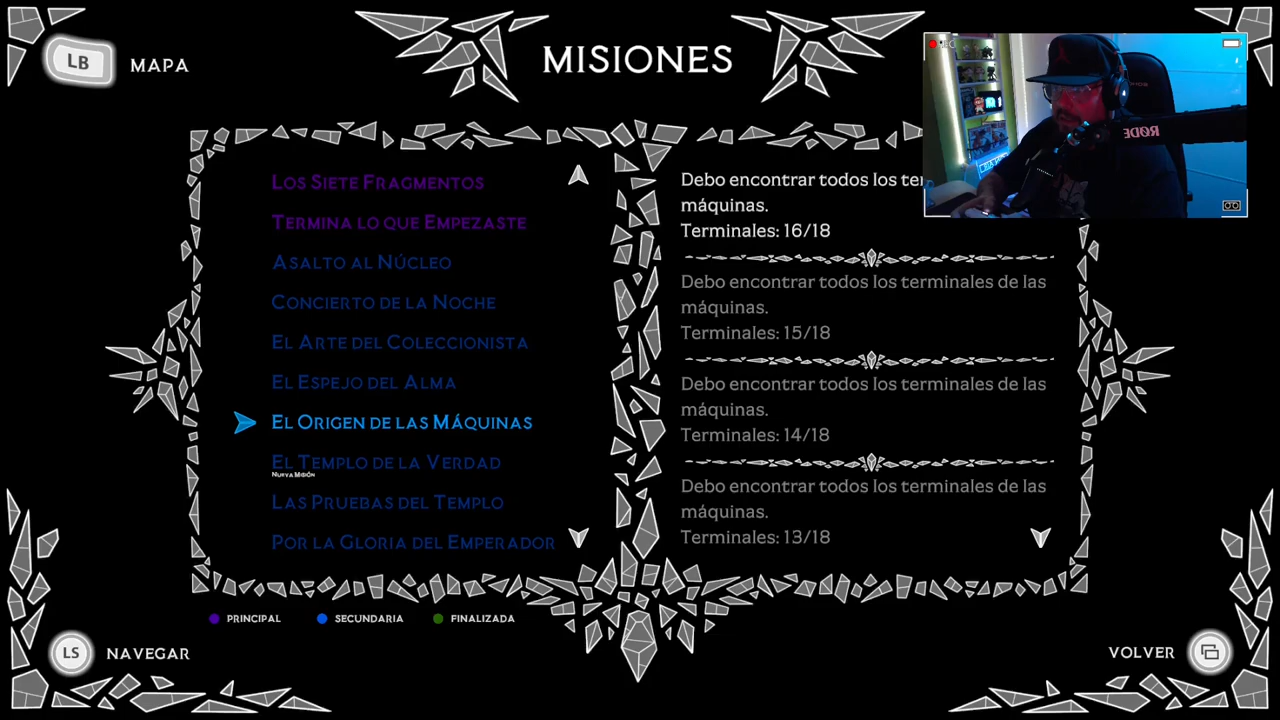 LB MAPA
MISIONES
LOS SIETE FRAGMENTOS
TERMINA LO QUE EMPEZASTE
ASALTO AL NÚCLEO
CONCIERTO DE LA NOCHE
EL ARTE DEL COLECCIONISTA
EL ESPEJO DEL ALMA
EL ORIGEN DE LAS MÁQUINAS
EL TEMPLO DE LA VERDAD
NUEVA MISIÓN
LAS PRUEBAS DEL TEMPLO
POR LA GLORIA DEL EMPERADOR
Debo encontrar todos los ter
máquinas.
Terminales: 16/18
Debo encontrar todos los terminales de las
máquinas.
Terminales: 15/18
Debo encontrar todos los terminales de las
máquinas.
Terminales: 14/18
Debo encontrar todos los terminales de las
máquinas.
Terminales: 13/18
RØDE
PRINCIPAL
SECUNDARIA
FINALIZADA
LS NAVEGAR
VOLVER